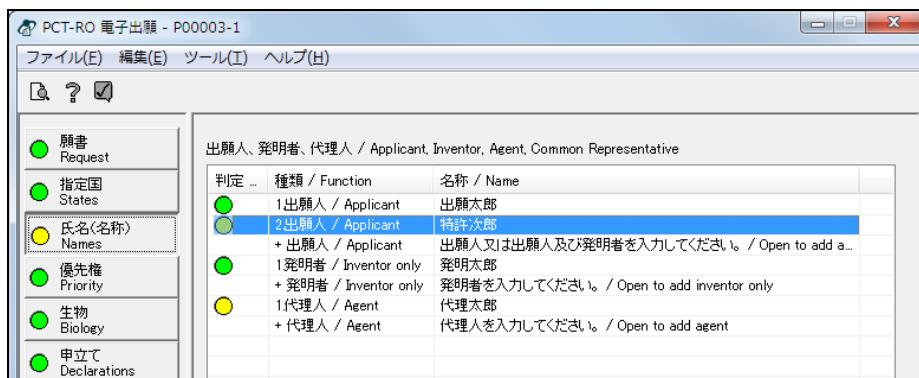 PCT-RO 電子出願 - P00003-1
ファイル(F) 編集(E) ツール(T) ヘルプ(H)
願書
Request
指定国
States
氏名(名称)
Names
優先権
Priority
生物
Biology
申立て
Declarations
出願人、発明者、代理人 / Applicant, Inventor, Agent, Common Representative
判定 ... 種類 / Function 名称 / Name
1出願人 / Applicant 出願太郎
2出願人 / Applicant 特許次郎
+ 出願人 / Applicant 出願人又は出願人及び発明者を入力してください。 / Open to add a...
1発明者 / Inventor only 発明太郎
+ 発明者 / Inventor only 発明者を入力してください。 / Open to add inventor only
1代理人 / Agent 代理太郎
+ 代理人 / Agent 代理人を入力してください。 / Open to add agent